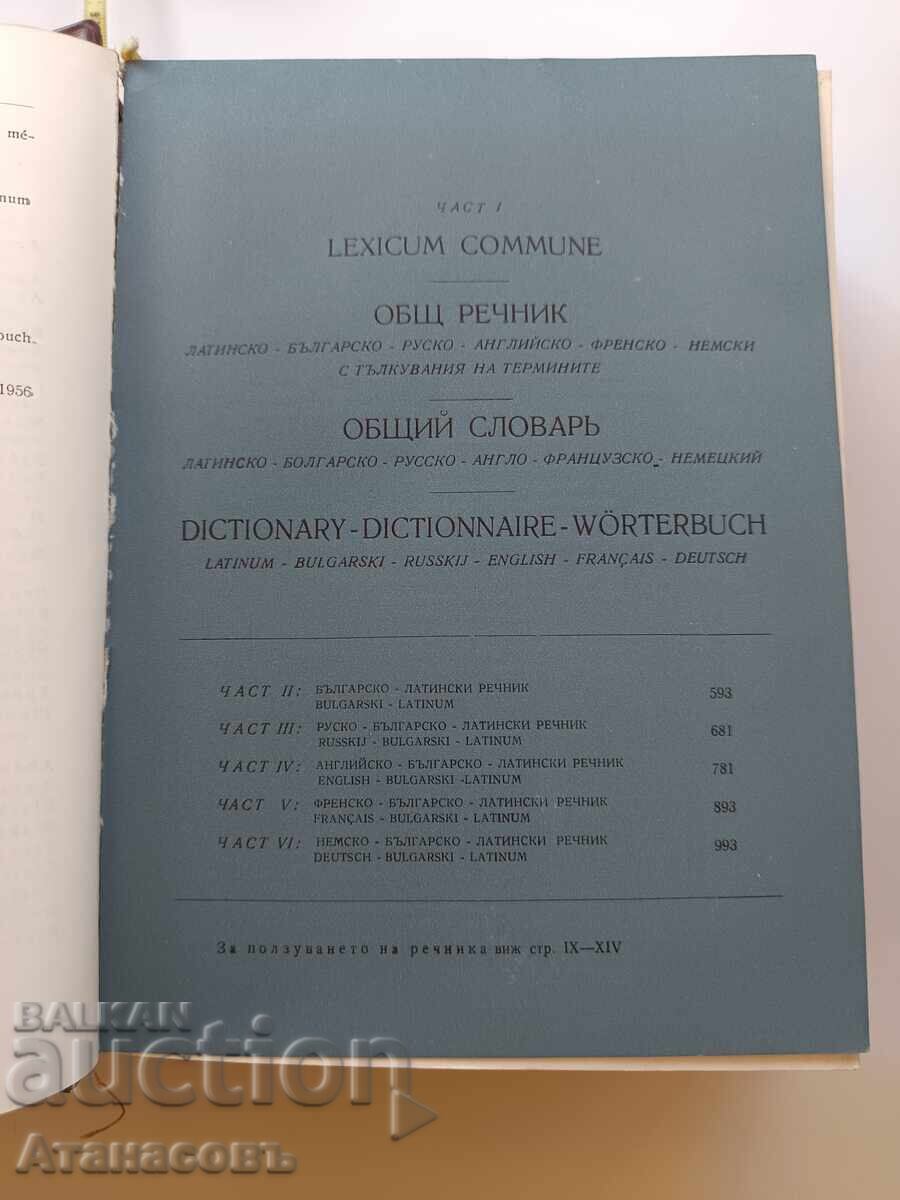 mé-
num
ouch.
1956
ЧАСТ I
LEXICUM COMMUNE
ОБЩ РЕЧНИК
ЛАТИНСКО - БЪЛГАРСКО - РУСКО - АНГЛИЙСКО - ФРЕНСКО - НЕМСКИ
С ТЪЛКУВАНИЯ НА ТЕРМИНИТЕ
ОБЩИЙ СЛОВАРЬ
ЛАТИНСКО - БОЛГАРСКО - РУССКО - АНГЛО - ФРАНЦУЗСКО - НЕМЕЦКИЙ
DICTIONARY-DICTIONNAIRE-WÖRTERBUCH
LATINUM - BULGARSKI - RUSSKIJ - ENGLISH - FRANÇAIS - DEUTSCH
ЧАСТ II: БЪЛГАРСКО - ЛАТИНСКИ РЕЧНИК 593
BULGARSKI - LATINUM
ЧАСТ III: РУСКО - БЪЛГАРСКО - ЛАТИНСКИ РЕЧНИК 681
RUSSKIJ - BULGARSKI - LATINUM
ЧАСТ IV: АНГЛИЙСКО - БЪЛГАРСКО - ЛАТИНСКИ РЕЧНИК 781
ENGLISH - BULGARSKI -LATINUM
ЧАСТ V: ФРЕНСКО - БЪЛГАРСКО - ЛАТИНСКИ РЕЧНИК 893
FRANÇAIS - BULGARSKI - LATINUM
ЧАСТ VI: НЕМСКО - БЪЛГАРСКО - ЛАТИНСКИ РЕЧНИК 993
DEUTSCH - BULGARSKI - LATINUM
За ползуването на речника виж стр. IX—XIV
BALKAN
auction
Атанасовъ